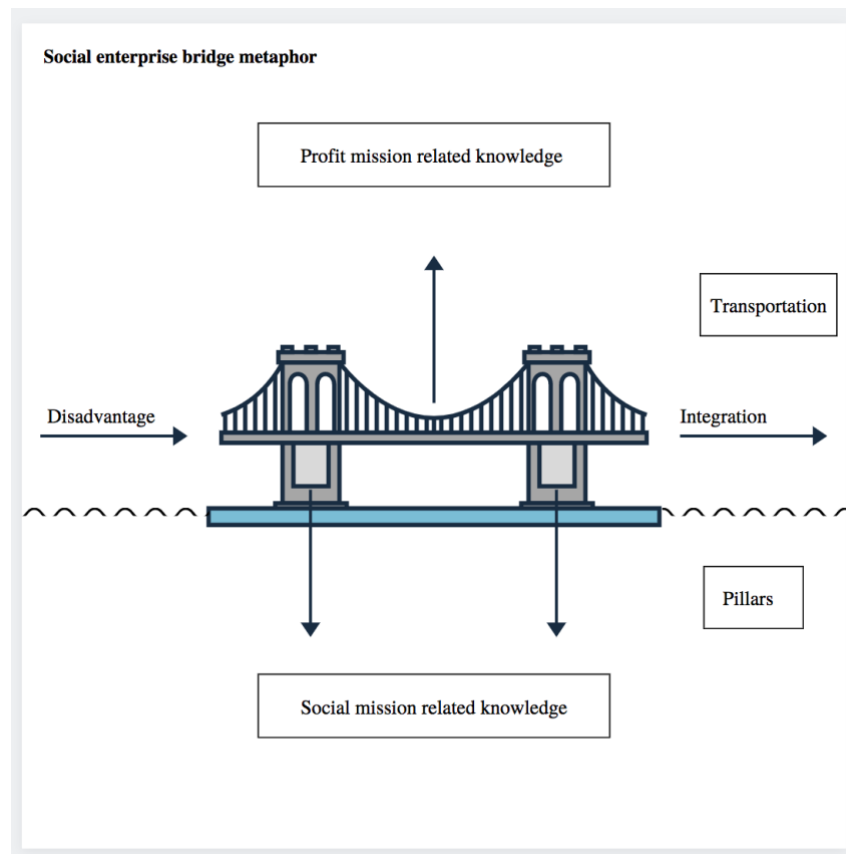 Social enterprise bridge metaphor
Profit mission related knowledge
Transportation
Disadvantage
Integration
Pillars
Social mission related knowledge